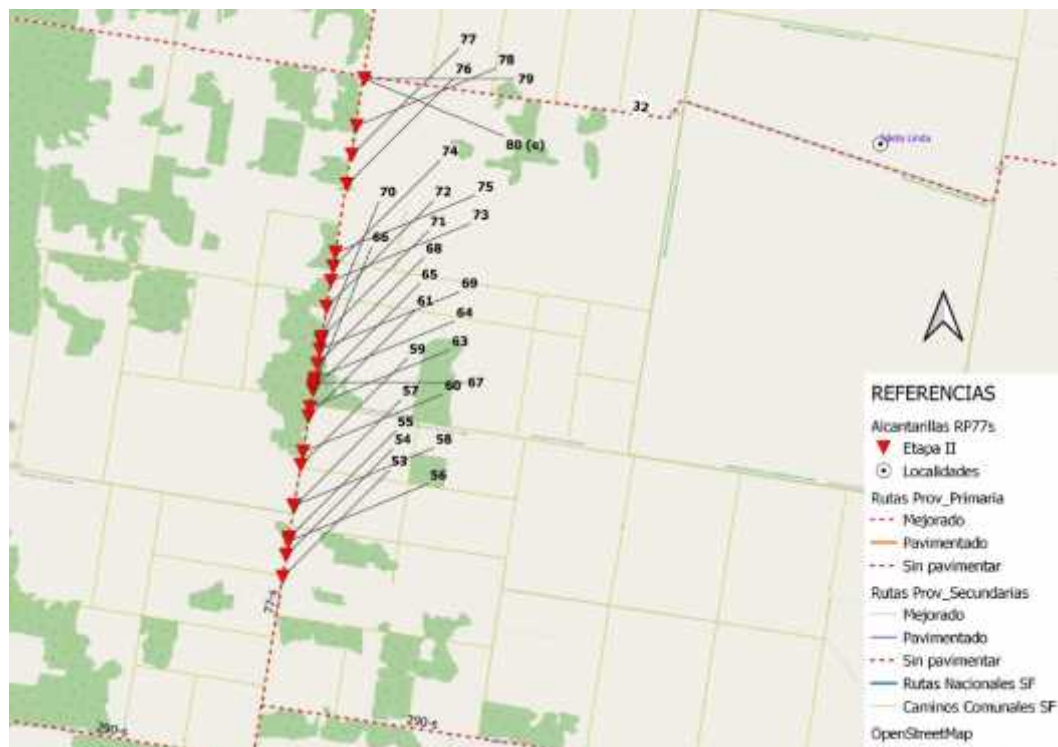 77
78
76
79
32
80 (e)
74
70
72
75
73
71
66
68
65
69
61
64
59
63
60
67
57
55
54
58
53
56
77-s
290-s
290-s
REFERENCIAS
Alcantarillas RP77s
Etapa II
Localidades
Rutas Prov_Primaria
Mejorado
Pavimentado
Sin pavimentar
Rutas Prov_Secundarias
Mejorado
Pavimentado
Sin pavimentar
Rutas Nacionales SF
Caminos Comunales SF
OpenStreetMap